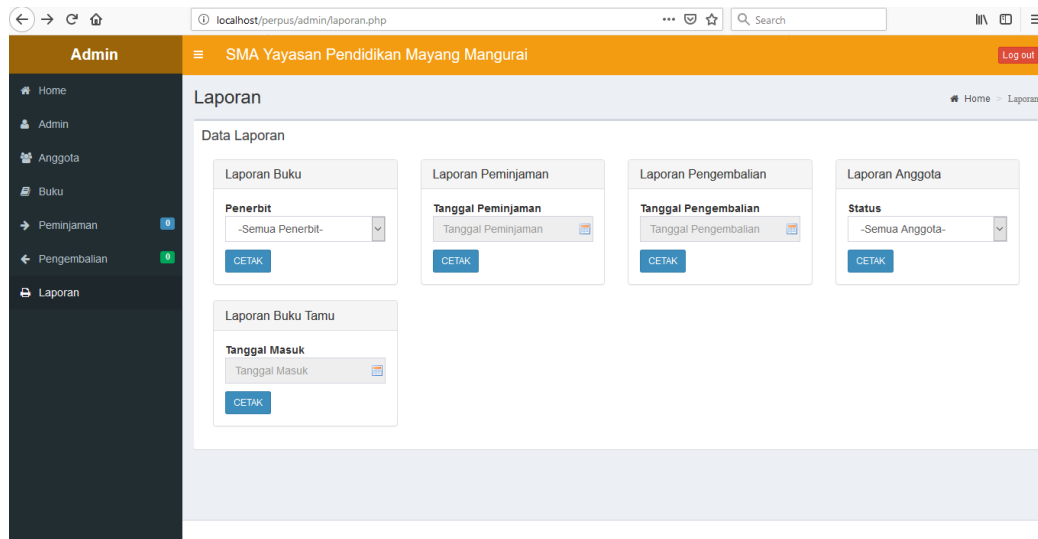 localhost/perpus/admin/laporan.php
Search
Admin
SMA Yayasan Pendidikan Mayang Mangurai
Log out
Home
Admin
Anggota
Buku
Peminjaman 0
Pengembalian 0
Laporan
Laporan
Home > Laporan
Data Laporan
Laporan Buku
Penerbit
-Semua Penerbit-
CETAK
Laporan Peminjaman
Tanggal Peminjaman
Tanggal Peminjaman
CETAK
Laporan Pengembalian
Tanggal Pengembalian
Tanggal Pengembalian
CETAK
Laporan Anggota
Status
-Semua Anggota-
CETAK
Laporan Buku Tamu
Tanggal Masuk
Tanggal Masuk
CETAK